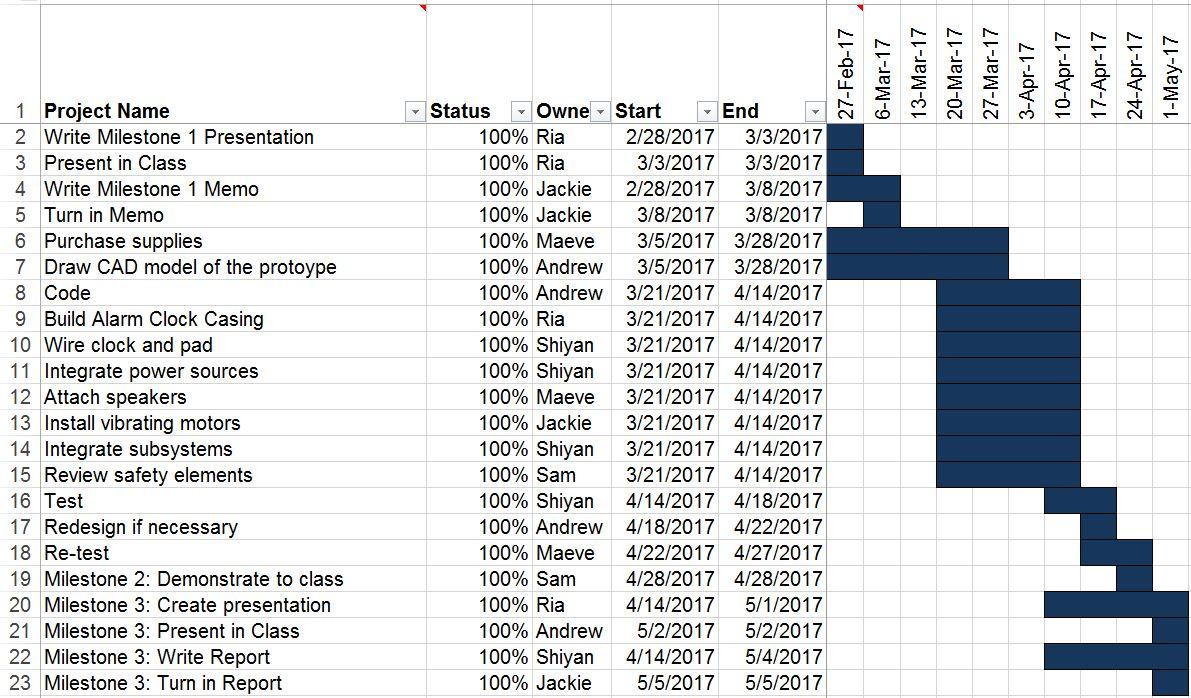 27-Feb-17 6-Mar-17 13-Mar-17 20-Mar-17 27-Mar-17 3-Apr-17 10-Apr-17 17-Apr-17 24-Apr-17 1-May-17
1 Project Name Status Owne Start End
2 Write Milestone 1 Presentation 100% Ria 2/28/2017 3/3/2017
3 Present in Class 100% Ria 3/3/2017 3/3/2017
4 Write Milestone 1 Memo 100% Jackie 2/28/2017 3/8/2017
5 Turn in Memo 100% Jackie 3/8/2017 3/8/2017
6 Purchase supplies 100% Maeve 3/5/2017 3/28/2017
7 Draw CAD model of the protoype 100% Andrew 3/5/2017 3/28/2017
8 Code 100% Andrew 3/21/2017 4/14/2017
9 Build Alarm Clock Casing 100% Ria 3/21/2017 4/14/2017
10 Wire clock and pad 100% Shiyan 3/21/2017 4/14/2017
11 Integrate power sources 100% Shiyan 3/21/2017 4/14/2017
12 Attach speakers 100% Maeve 3/21/2017 4/14/2017
13 Install vibrating motors 100% Jackie 3/21/2017 4/14/2017
14 Integrate subsystems 100% Shiyan 3/21/2017 4/14/2017
15 Review safety elements 100% Sam 3/21/2017 4/14/2017
16 Test 100% Shiyan 4/14/2017 4/18/2017
17 Redesign if necessary 100% Andrew 4/18/2017 4/22/2017
18 Re-test 100% Maeve 4/22/2017 4/27/2017
19 Milestone 2: Demonstrate to class 100% Sam 4/28/2017 4/28/2017
20 Milestone 3: Create presentation 100% Ria 4/14/2017 5/1/2017
21 Milestone 3: Present in Class 100% Andrew 5/2/2017 5/2/2017
22 Milestone 3: Write Report 100% Shiyan 4/14/2017 5/4/2017
23 Milestone 3: Turn in Report 100% Jackie 5/5/2017 5/5/2017